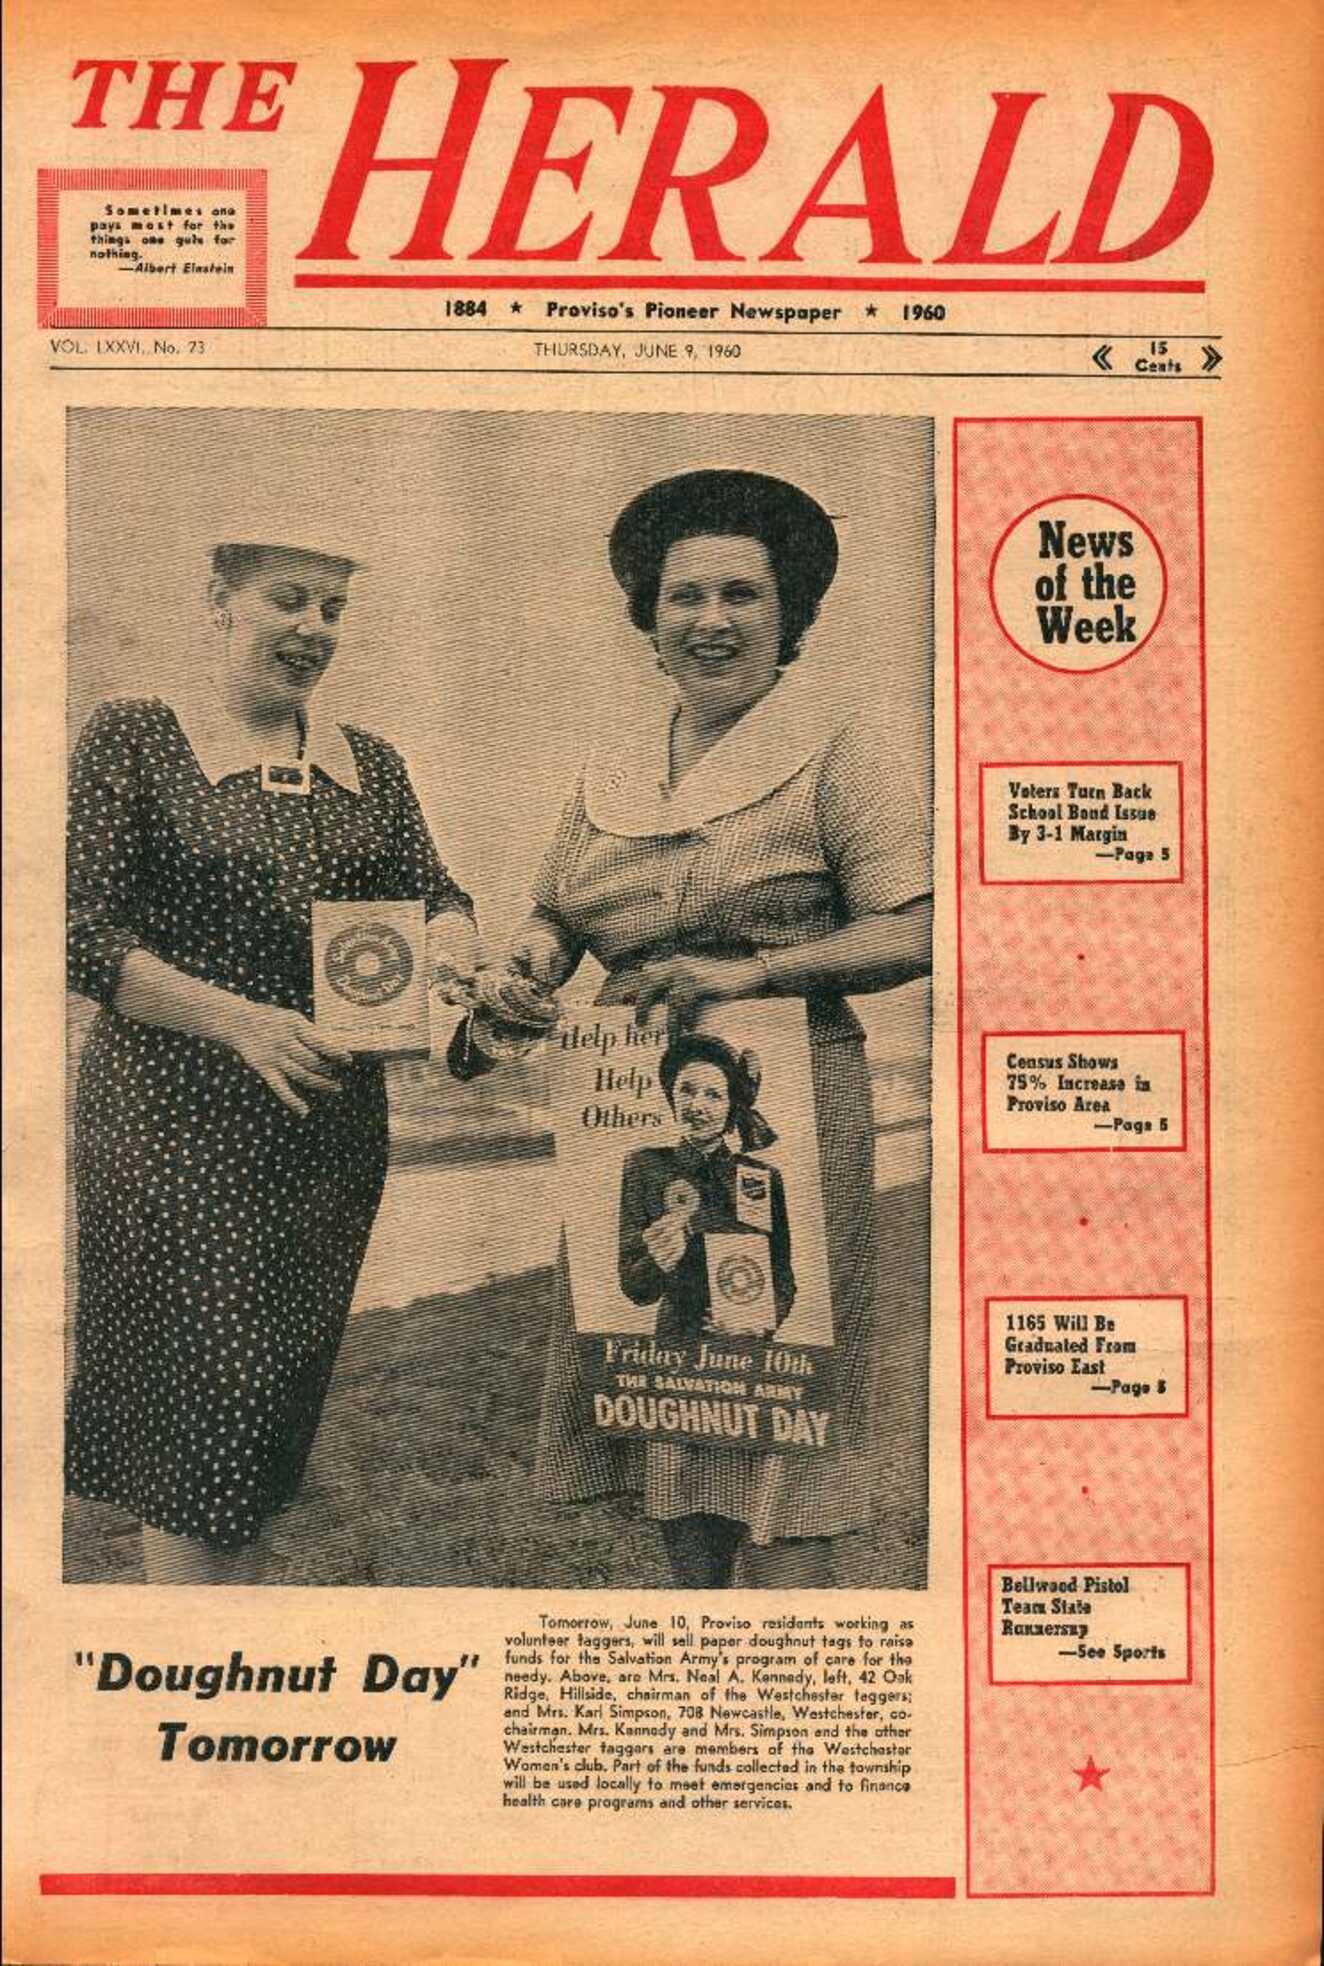 THE HERALD
Sometimes one
pays most for the
things one gets for
nothing.
—Albert Einstein
1884 ★ Proviso's Pioneer Newspaper ★ 1960
VOL. LXXVI, No. 23
THURSDAY, JUNE 9, 1960
« 15 »
Cents
Help her
Help
Others
Friday June 10th
THE SALVATION ARMY
DOUGHNUT DAY
"Doughnut Day"
Tomorrow
Tomorrow, June 10, Proviso residents working as
volunteer taggers, will sell paper doughnut tags to raise
funds for the Salvation Army's program of care for the
needy. Above, are Mrs. Neal A. Kennedy, left, 42 Oak
Ridge, Hillside, chairman of the Westchester taggers;
and Mrs. Karl Simpson, 708 Newcastle, Westchester, co-
chairman. Mrs. Kennedy and Mrs. Simpson and the other
Westchester taggers are members of the Westchester
Women's club. Part of the funds collected in the township
will be used locally to meet emergencies and to finance
health care programs and other services.
News
of the
Week
Voters Turn Back
School Bond Issue
By 3-1 Margin
—Page 5
Census Shows
75% Increase in
Proviso Area
—Page
1165 Will Be
Graduated From
Proviso East
—Page
Bellwood Pistol
Team State
Runnersup
—See Sports